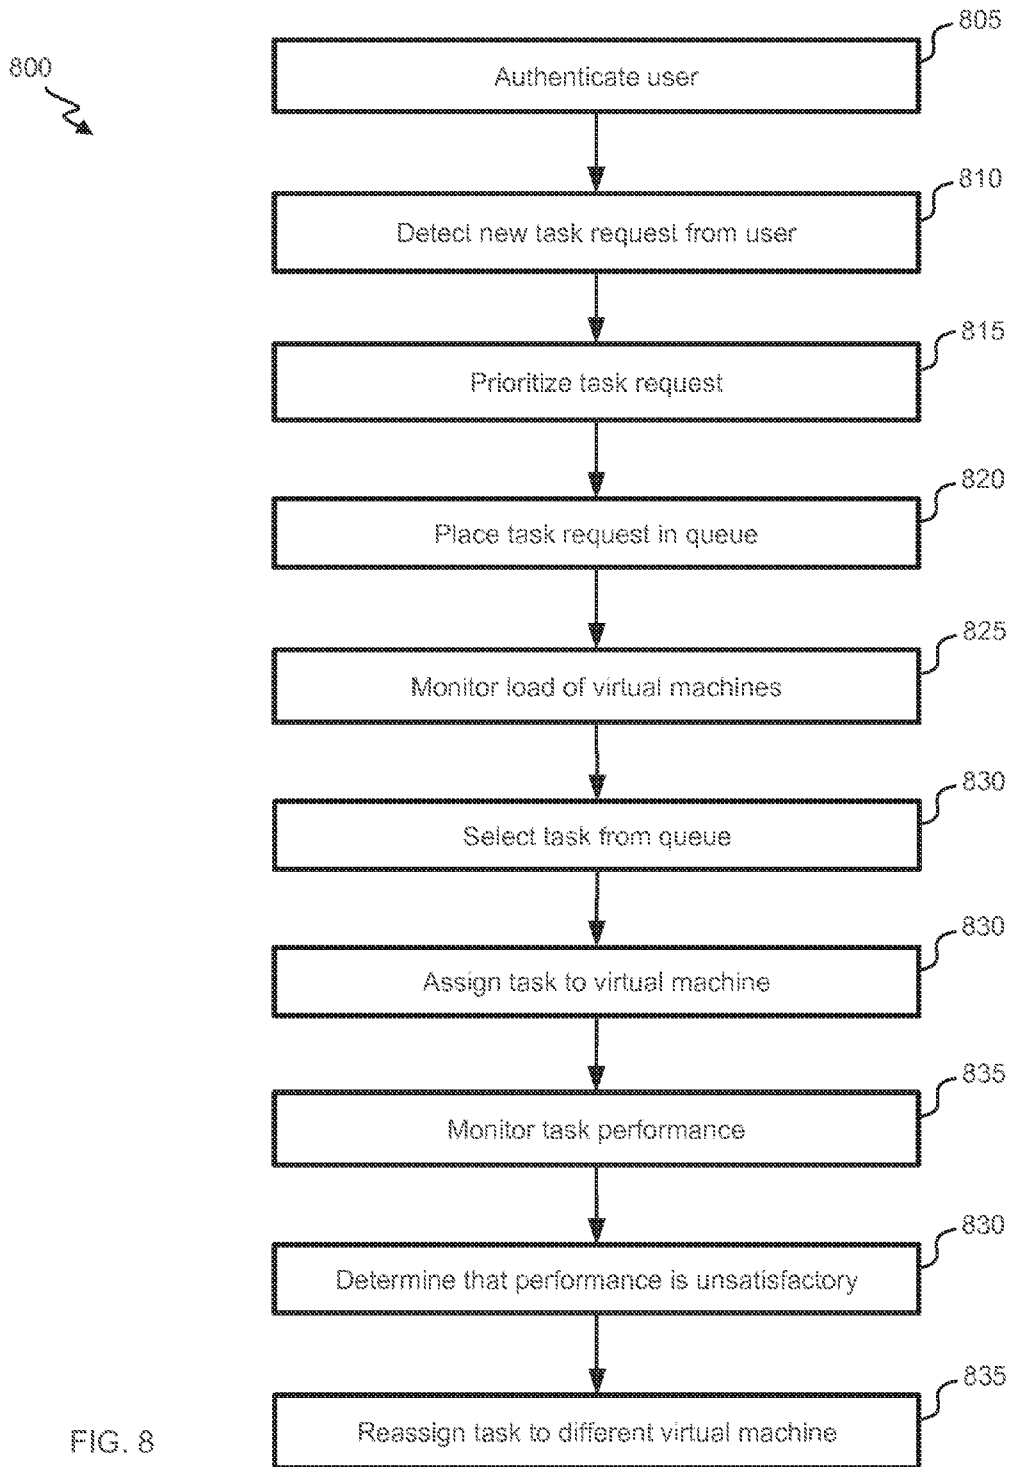 805
800
Authenticate user
810
Detect new task request from user
815
Prioritize task request
820
Place task request in queue
825
Monitor load of virtual machines
830
Select task from queue
830
Assign task to virtual machine
835
Monitor task performance
830
Determine that performance is unsatisfactory
835
Reassign task to different virtual machine
FIG. 8